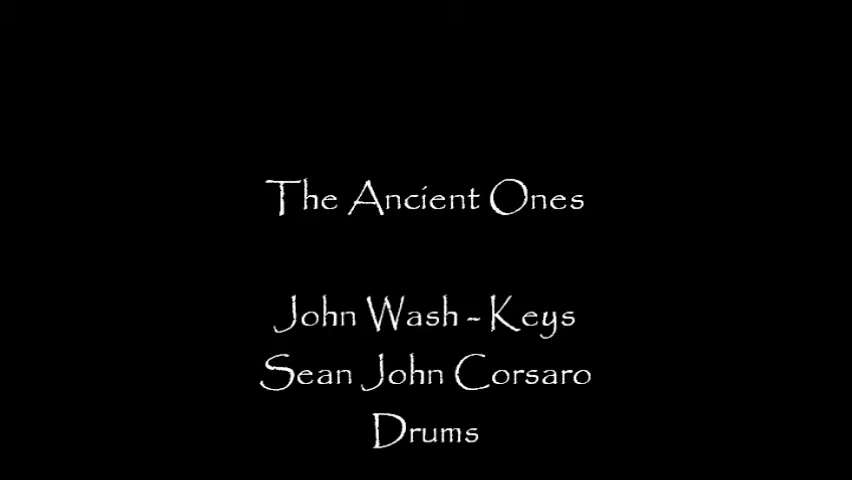 The Ancient Ones
John Wash - Keys
Sean John Corsaro
Drums